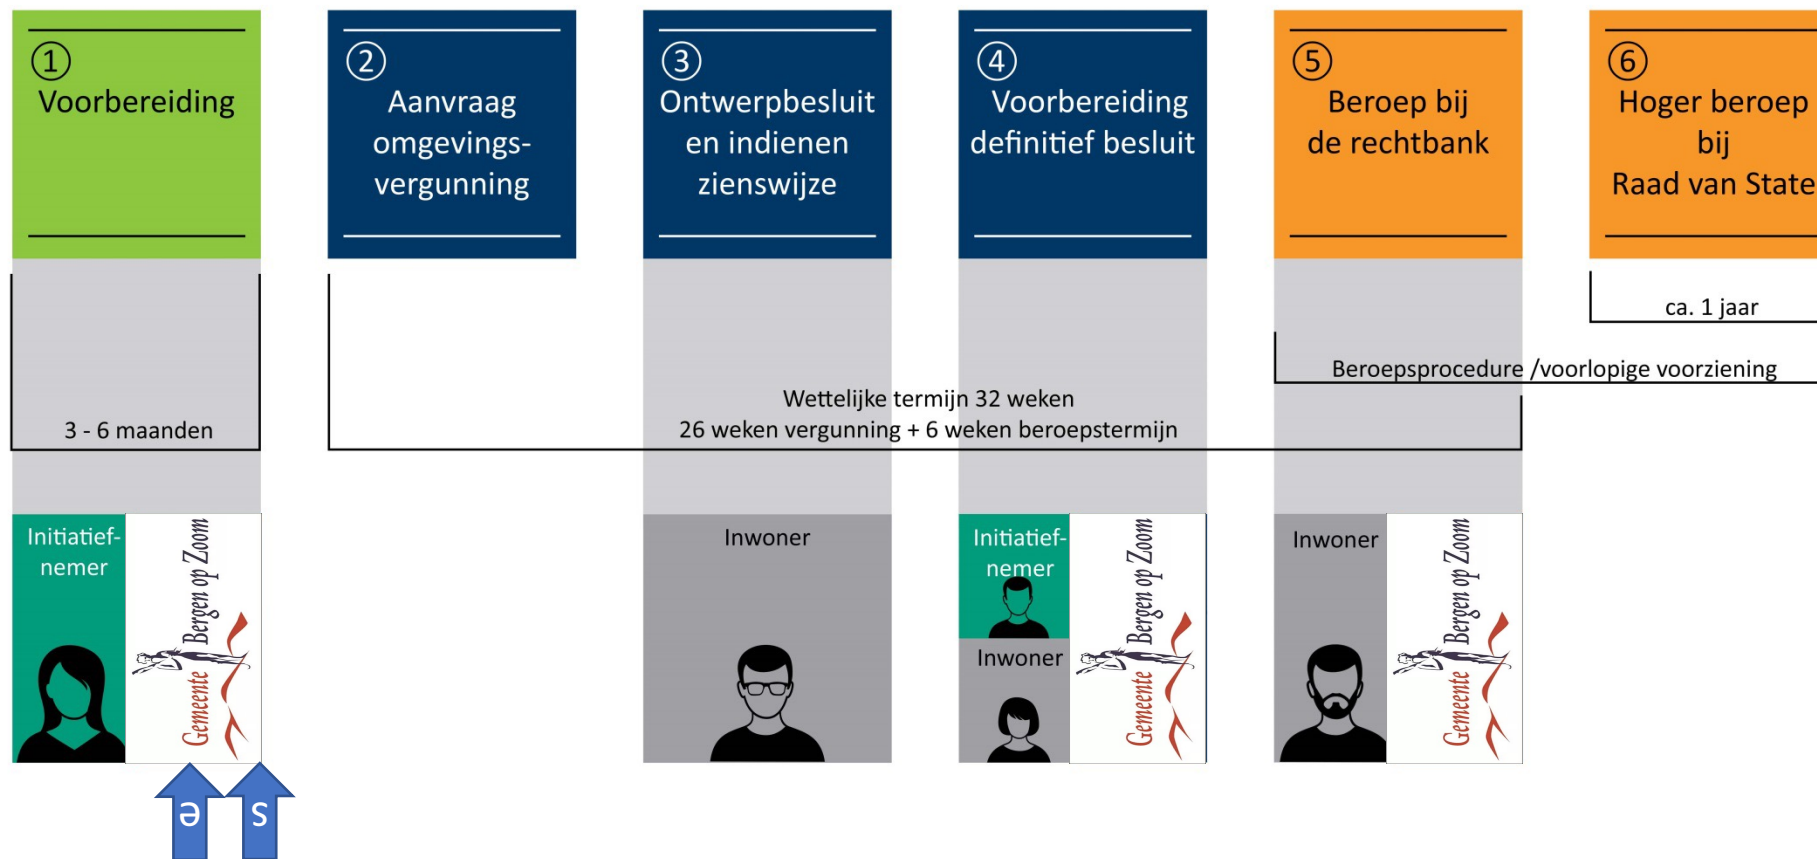 1
Voorbereiding
2
Aanvraag
omgevings-
vergunning
3
Ontwerpbesluit
en indienen
zienswijze
4
Voorbereiding
definitief besluit
5
Beroep bij
de rechtbank
6
Hoger beroep
bij
Raad van State
ca. 1 jaar
Beroepsprocedure /voorlopige voorziening
Wettelijke termijn 32 weken
26 weken vergunning + 6 weken beroepstermijn
3 - 6 maanden
Initiatief-
nemer
Gemeente Bergen op Zoom
Inwoner
Initiatief-
nemer
Inwoner
Gemeente Bergen op Zoom
Inwoner
Gemeente Bergen op Zoom
e
s